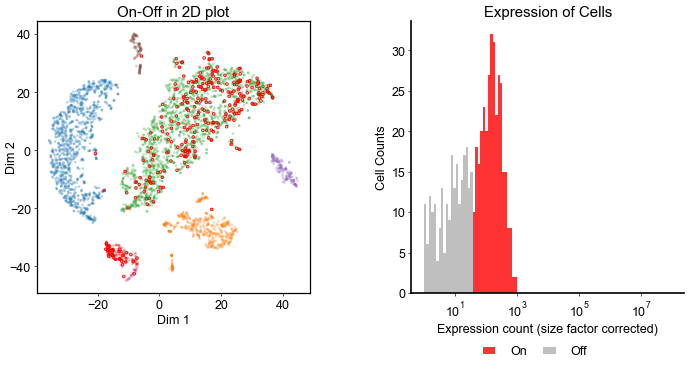 On-Off in 2D plot
40
20
0
−20
−40
Dim 2
−20
0
20
40
Dim 1
Expression of Cells
30
25
20
15
10
5
0
Cell Counts
10^1
10^3
10^5
10^7
Expression count (size factor corrected)
On
Off